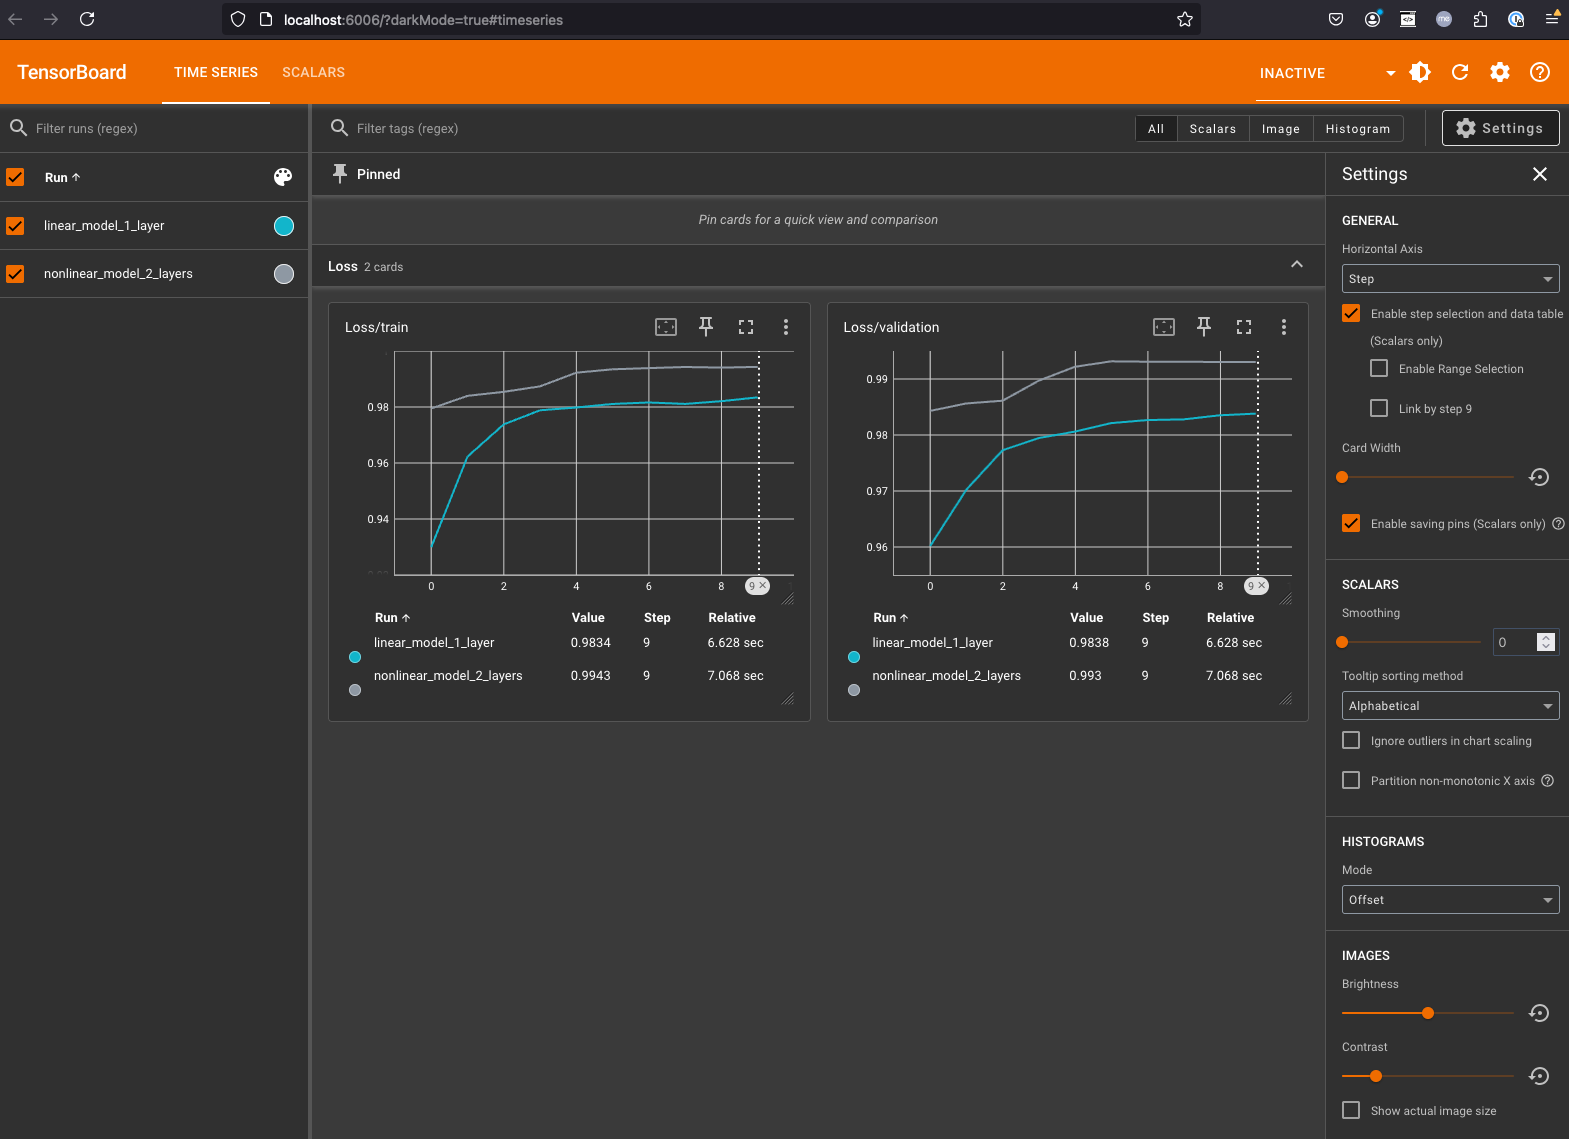 localhost:6006/?darkMode=true#timeseries
TensorBoard
TIME SERIES
SCALARS
INACTIVE
Filter runs (regex)
Filter tags (regex)
All
Scalars
Image
Histogram
Settings
Run
linear_model_1_layer
nonlinear_model_2_layers
Pinned
Pin cards for a quick view and comparison
Loss 2 cards
Loss/train
0.98
0.96
0.94
0 2 4 6 8 9
Run Value Step Relative
linear_model_1_layer 0.9834 9 6.628 sec
nonlinear_model_2_layers 0.9943 9 7.068 sec
Loss/validation
0.99
0.98
0.97
0.96
0 2 4 6 8 9
Run Value Step Relative
linear_model_1_layer 0.9838 9 6.628 sec
nonlinear_model_2_layers 0.993 9 7.068 sec
Settings
GENERAL
Horizontal Axis
Step
Enable step selection and data table
(Scalars only)
Enable Range Selection
Link by step 9
Card Width
Enable saving pins (Scalars only)
SCALARS
Smoothing
0
Tooltip sorting method
Alphabetical
Ignore outliers in chart scaling
Partition non-monotonic X axis
HISTOGRAMS
Mode
Offset
IMAGES
Brightness
Contrast
Show actual image size